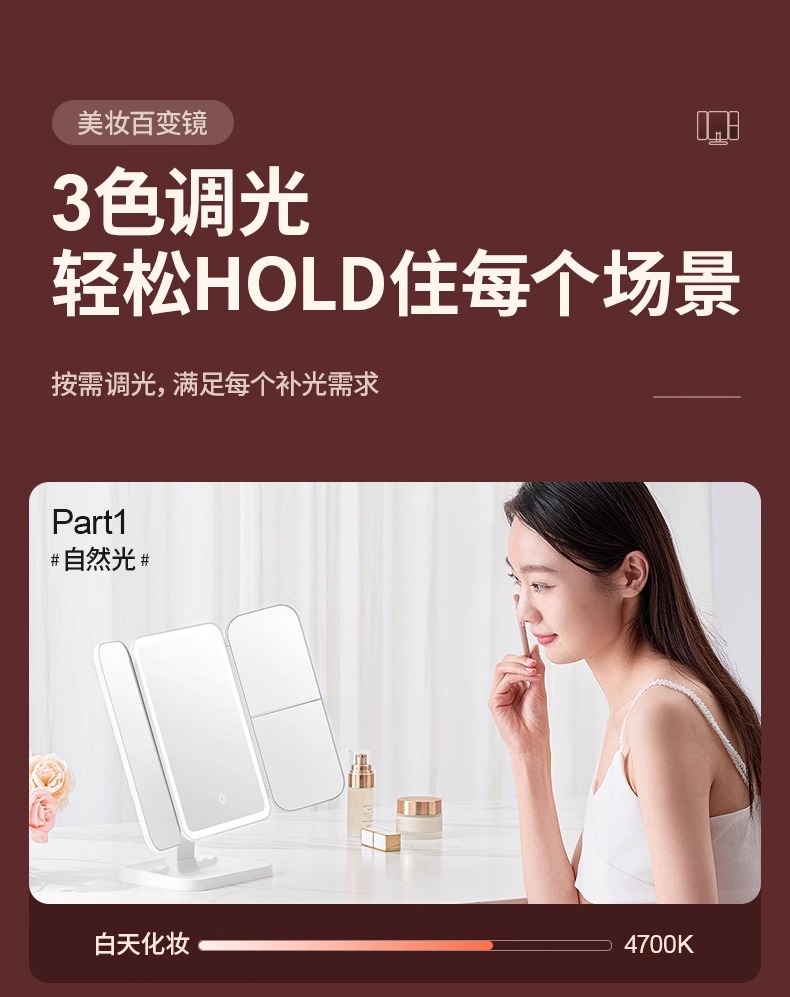 美妆百变镜
3色调光
轻松HOLD住每个场景
按需调光，满足每个补光需求
Part1
#自然光#
白天化妆 4700K